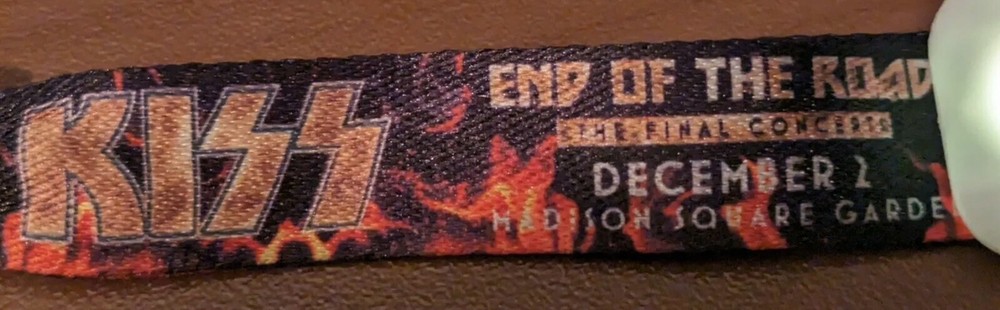 KISS
END OF THE ROAD
THE FINAL CONCERTS
DECEMBER 2
MADISON SQUARE GARDE